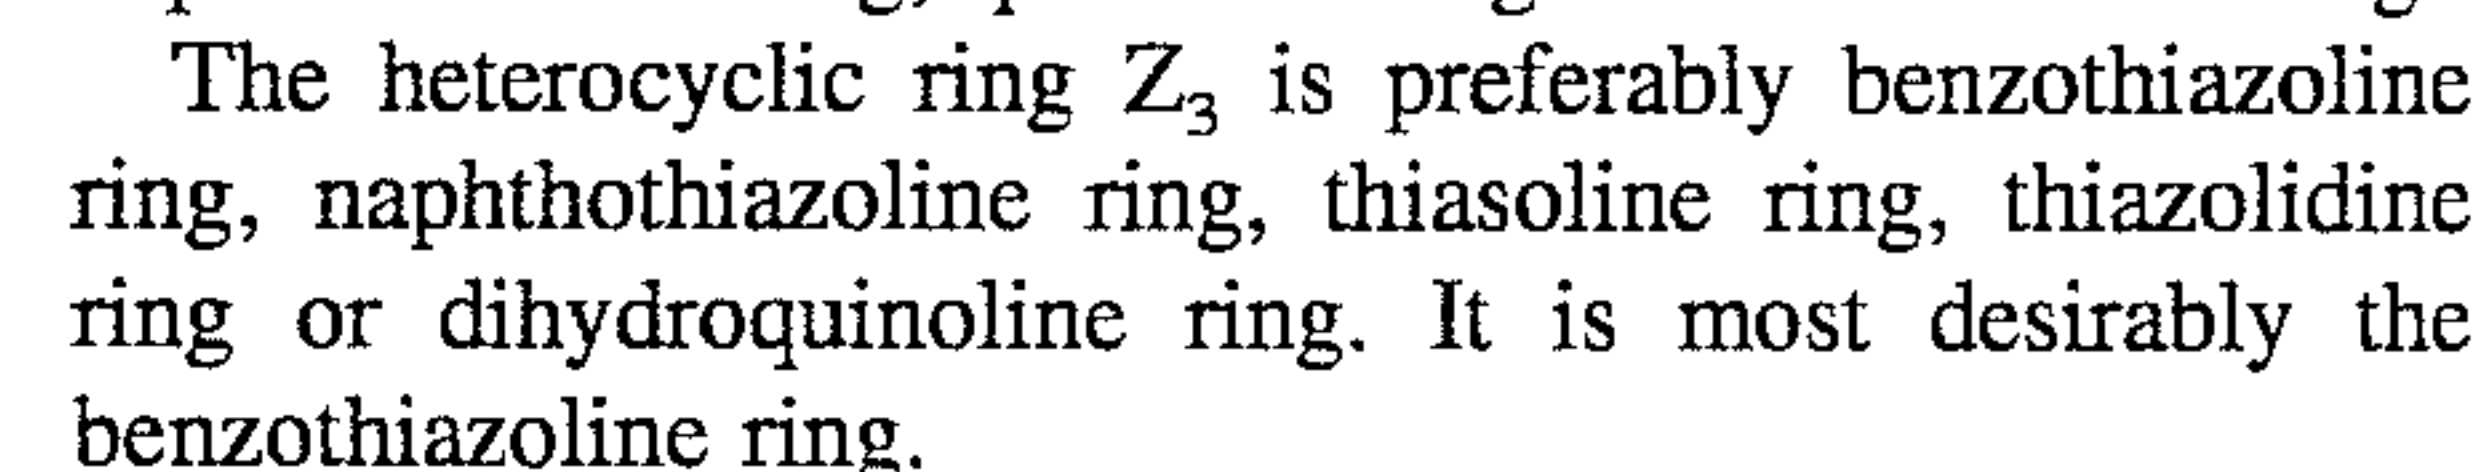 The heterocyclic ring Z₃ is preferably benzothiazoline
ring, naphthothiazoline ring, thiasoline ring, thiazolidine
ring or dihydroquinoline ring. It is most desirably the
benzothiazoline ring.